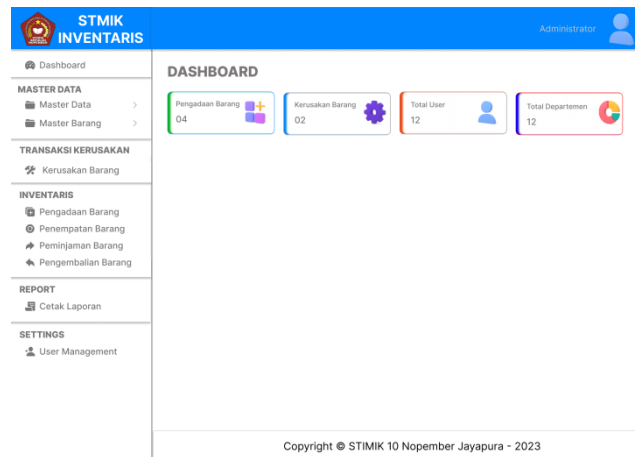 STMIK
INVENTARIS
Administrator
Dashboard
MASTER DATA
Master Data
Master Barang
TRANSAKSI KERUSAKAN
Kerusakan Barang
INVENTARIS
Pengadaan Barang
Penempatan Barang
Peminjaman Barang
Pengembalian Barang
REPORT
Cetak Laporan
SETTINGS
User Management
DASHBOARD
Pengadaan Barang
04
Kerusakan Barang
02
Total User
12
Total Departemen
12
Copyright © STIMIK 10 Nopember Jayapura - 2023